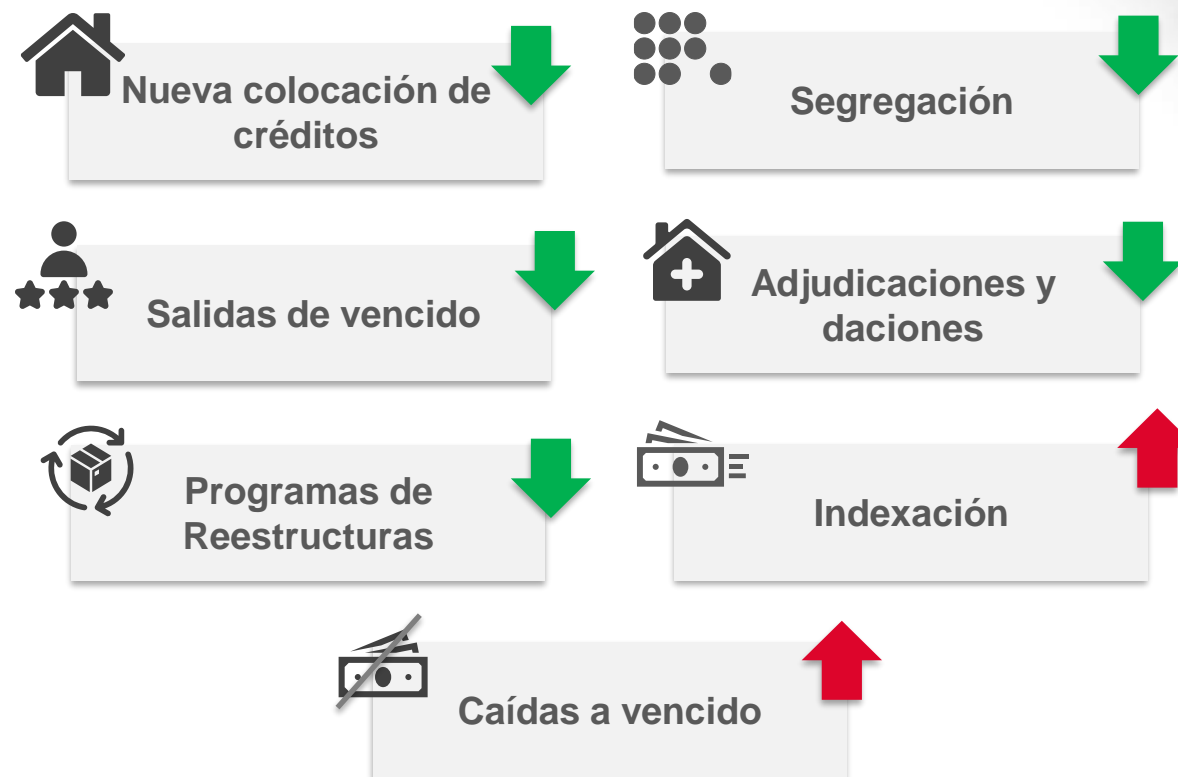 Nueva colocación de
créditos
Segregación
Salidas de vencido
Adjudicaciones y
daciones
Programas de
Reestructuras
Indexación
Caídas a vencido